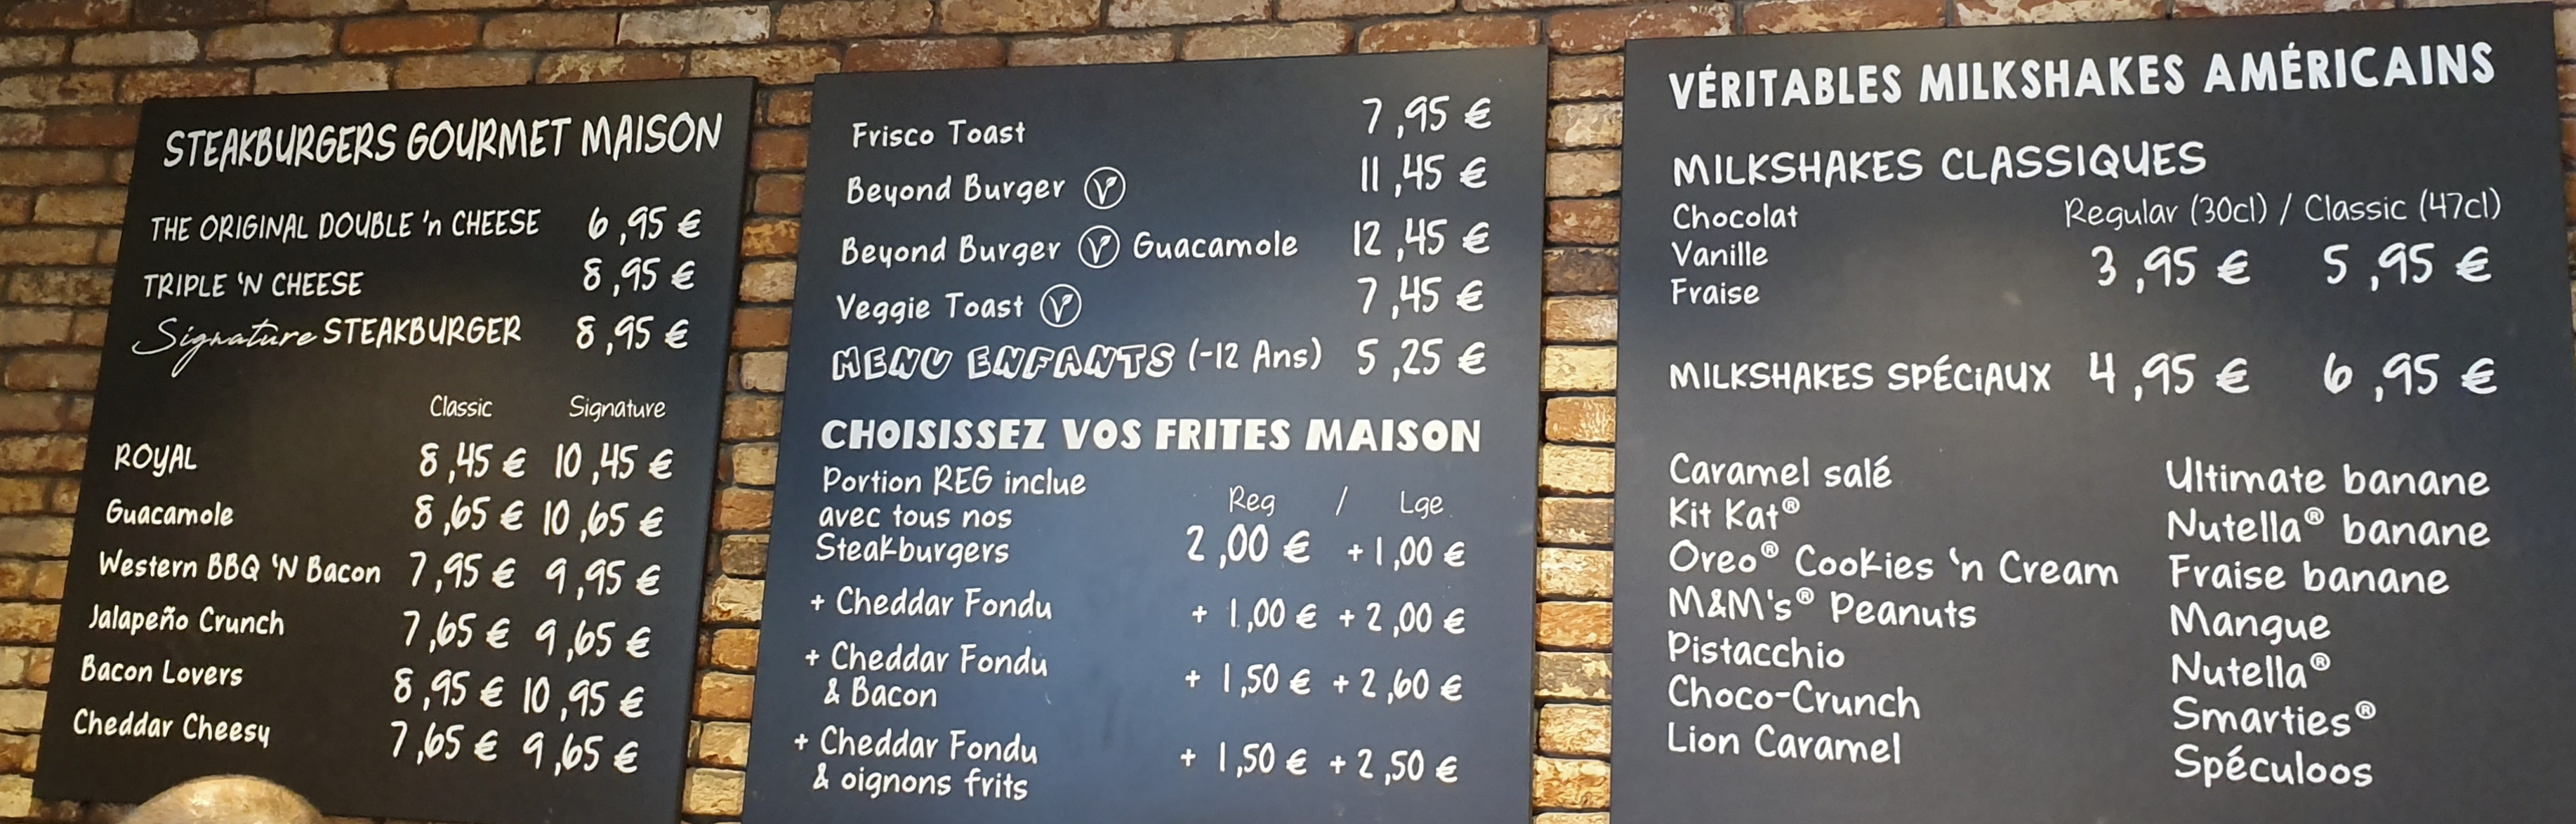 STEAKBURGERS GOURMET MAISON
THE ORIGINAL DOUBLE 'n CHEESE 6,95 €
TRIPLE 'N CHEESE 8,95 €
Signature STEAKBURGER 8,95 €
Classic Signature
ROYAL 8,45 € 10,45 €
Guacamole 8,65 € 10,65 €
Western BBQ 'N Bacon 7,95 € 9,95 €
Jalapeño Crunch 7,65 € 9,65 €
Bacon Lovers 8,95 € 10,95 €
Cheddar Cheesy 7,65 € 9,65 €
Frisco Toast 7,95 €
Beyond Burger V 11,45 €
Beyond Burger V Guacamole 12,45 €
Veggie Toast V 7,45 €
MENU ENFANTS (-12 Ans) 5,25 €
CHOISISSEZ VOS FRITES MAISON
Portion REG inclue
Reg / Lge
avec tous nos
Steakburgers 2,00 € +1,00 €
+ Cheddar Fondu + 1,00 € + 2,00 €
+ Cheddar Fondu
& Bacon + 1,50 € + 2,60 €
+ Cheddar Fondu
& oignons frits + 1,50 € + 2,50 €
VÉRITABLES MILKSHAKES AMÉRICAINS
MILKSHAKES CLASSIQUES
Chocolat Regular (30cl) / Classic (47cl)
Vanille 3,95 € 5,95 €
Fraise
MILKSHAKES SPÉCiAUX 4,95 € 6,95 €
Caramel salé
Kit Kat®
Oreo® Cookies 'n Cream
M&M's® Peanuts
Pistacchio
Choco-Crunch
Lion Caramel
Ultimate banane
Nutella® banane
Fraise banane
Mangue
Nutella®
Smarties®
Spéculoos